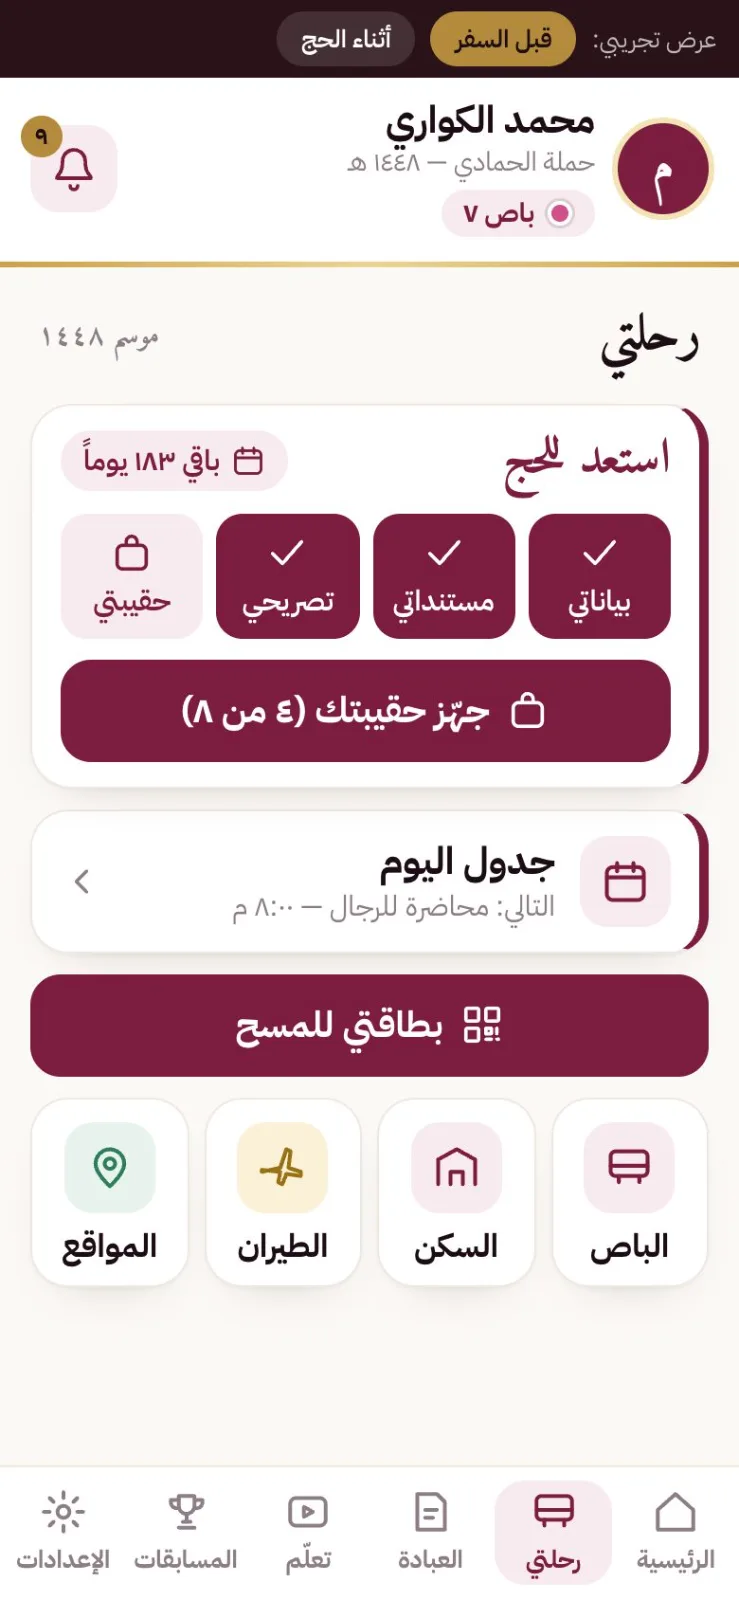 عرض تجريبي: قبل السفر أثناء الحج
م
محمد الكواري
حملة الحمادي — ١٤٤٨ هـ
باص ٧
٩
رحلتي
موسم ١٤٤٨
استعد للحج
باقي ١٨٣ يوماً
بياناتي
مستنداتي
تصريحي
حقيبتي
جهّز حقيبتك (٤ من ٨)
جدول اليوم
التالي: محاضرة للرجال — ٨:٠٠ م
بطاقتي للمسح
الباص
السكن
الطيران
المواقع
الرئيسية
رحلتي
العبادة
تعلّم
المسابقات
الإعدادات